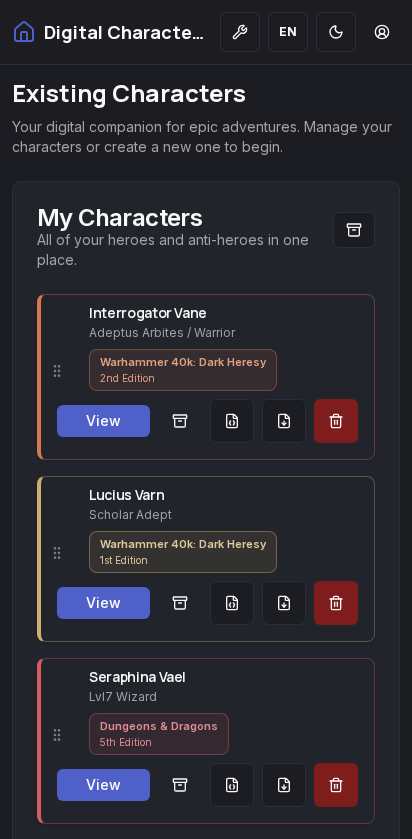 Digital Characte...
EN
Existing Characters
Your digital companion for epic adventures. Manage your
characters or create a new one to begin.
My Characters
All of your heroes and anti-heroes in one
place.
Interrogator Vane
Adeptus Arbites / Warrior
Warhammer 40k: Dark Heresy
2nd Edition
View
Lucius Varn
Scholar Adept
Warhammer 40k: Dark Heresy
1st Edition
View
Seraphina Vael
Lvl7 Wizard
Dungeons & Dragons
5th Edition
View